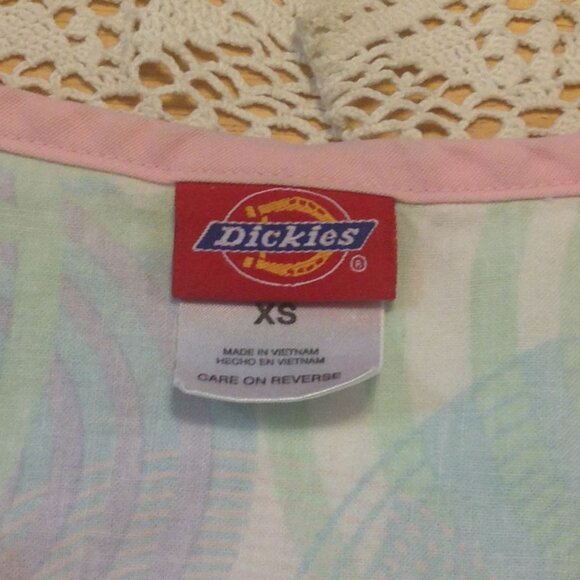 Dickies
®
XS
MADE IN VIETNAM
HECHO EN VIETNAM
CARE ON REVERSE